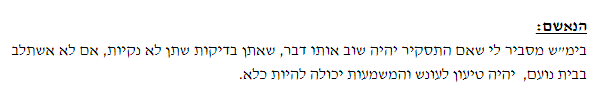 הנאשם:
בימ״ש מסביר לי שאם התסקיר יהיה שוב אותו דבר, שאתן בדיקות שתן לא נקיות, אם לא אשתלב
בבית נועם,  יהיה טיעון לעונש והמשמעות יכולה להיות כלא.